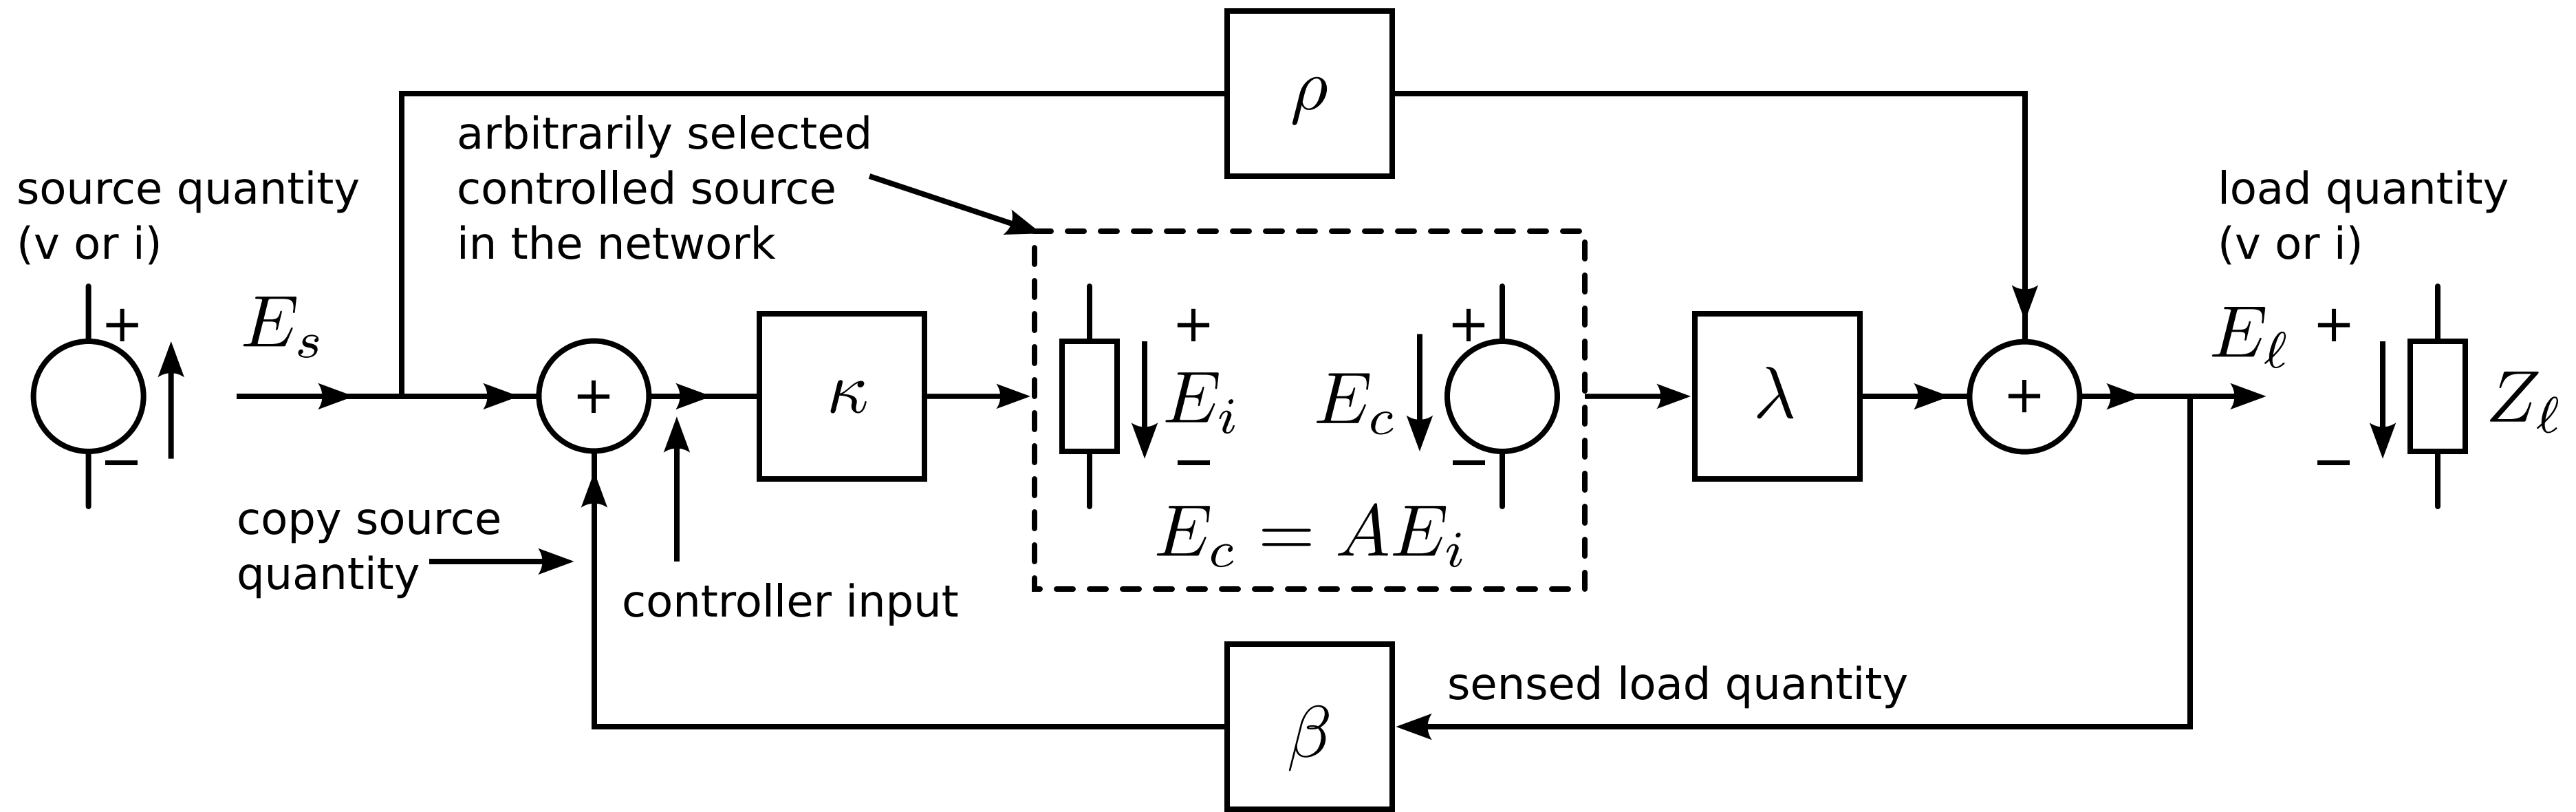 ρ
arbitrarily selected
controlled source
in the network
source quantity
(v or i)
load quantity
(v or i)
+
−
E_s
+
κ
+
E_i
−
E_c
+
−
E_c = AE_i
λ
+
E_ℓ
+
−
Z_ℓ
copy source
quantity
controller input
sensed load quantity
β